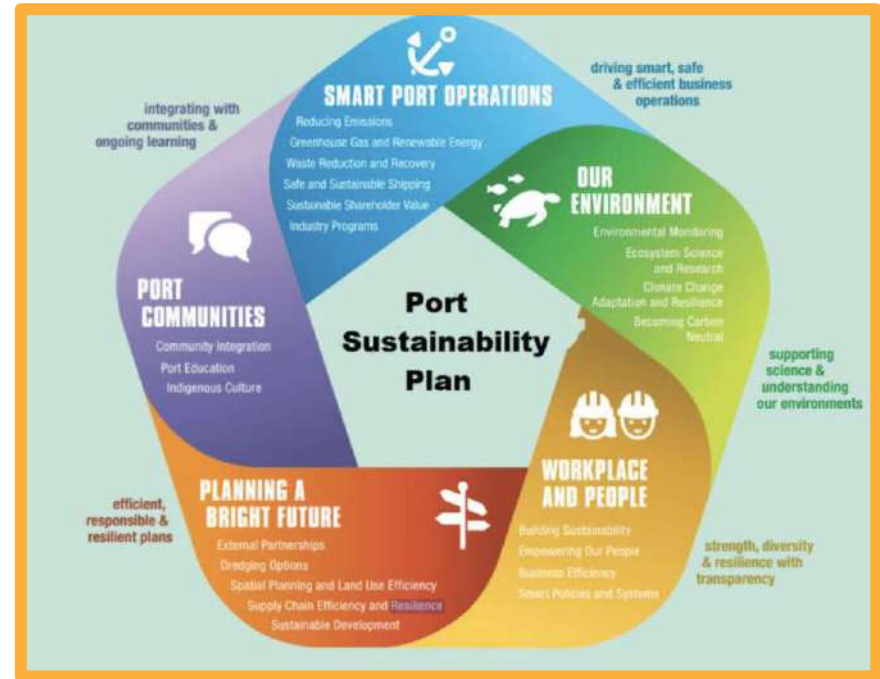 SMART PORT OPERATIONS
Reducing Emissions
Greenhouse Gas and Renewable Energy
Waste Reduction and Recovery
Safe and Sustainable Shipping
Sustainable Shareholder Value
Industry Programs
driving smart, safe
& efficient business
operations
OUR
ENVIRONMENT
Environmental Monitoring
Ecosystem Science
and Research
Climate Change
Adaptation and Resilience
Becoming Carbon
Neutral
supporting
science &
understanding
our environments
WORKPLACE
AND PEOPLE
Building Sustainability
Empowering Our People
Business Efficiency
Smart Policies and Systems
strength, diversity
& resilience with
transparency
PLANNING A
BRIGHT FUTURE
External Partnerships
Dredging Options
Spatial Planning and Land Use Efficiency
Supply Chain Efficiency and Resilience
Sustainable Development
efficient,
responsible &
resilient plans
PORT
COMMUNITIES
Community Integration
Port Education
Indigenous Culture
integrating with
communities &
ongoing learning
Port
Sustainability
Plan